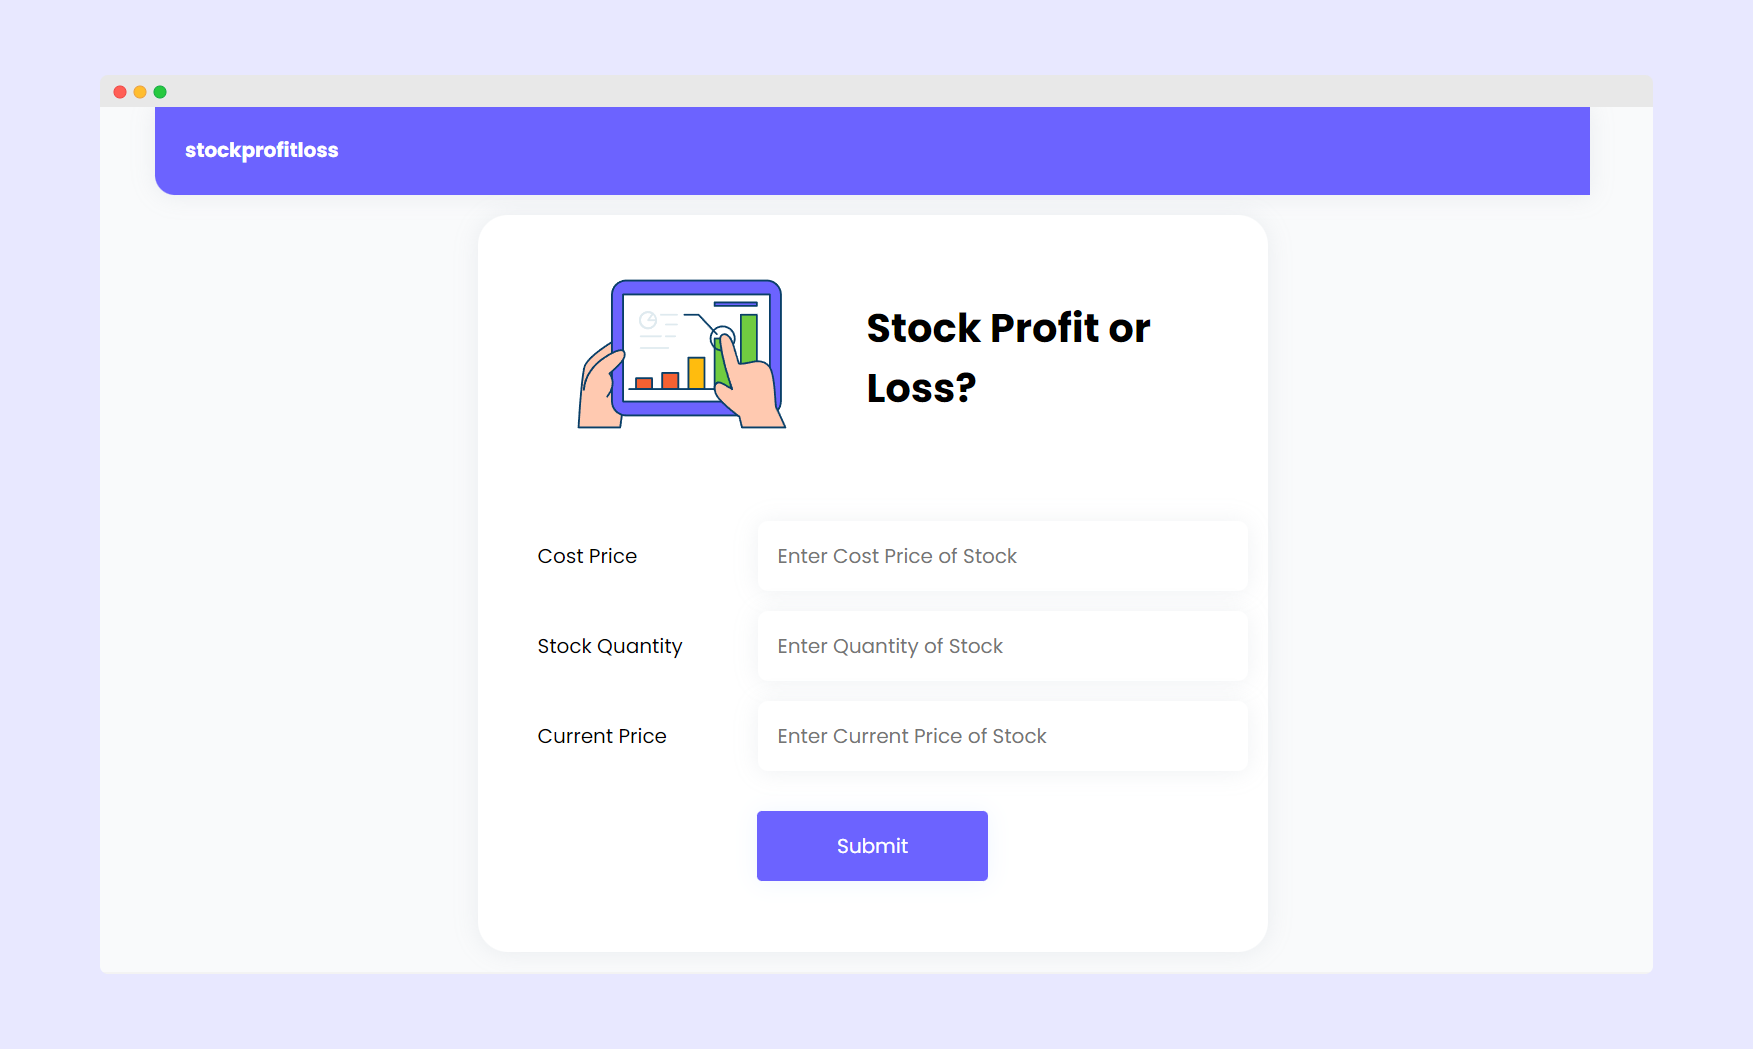 stockprofitloss
Stock Profit or
Loss?
Cost Price
Enter Cost Price of Stock
Stock Quantity
Enter Quantity of Stock
Current Price
Enter Current Price of Stock
Submit